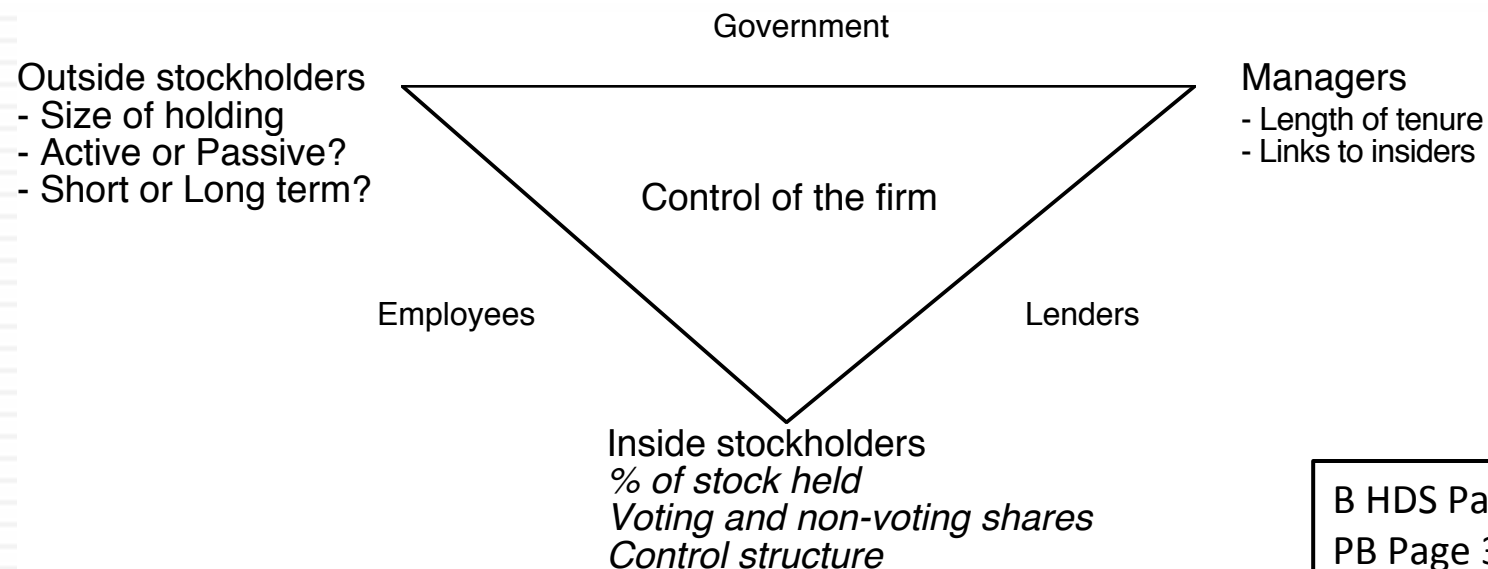 Government
Outside stockholders
- Size of holding
- Active or Passive?
- Short or Long term?
Managers
- Length of tenure
- Links to insiders
Control of the firm
Employees
Lenders
Inside stockholders
% of stock held
Voting and non-voting shares
Control structure
B HDS
PB Page